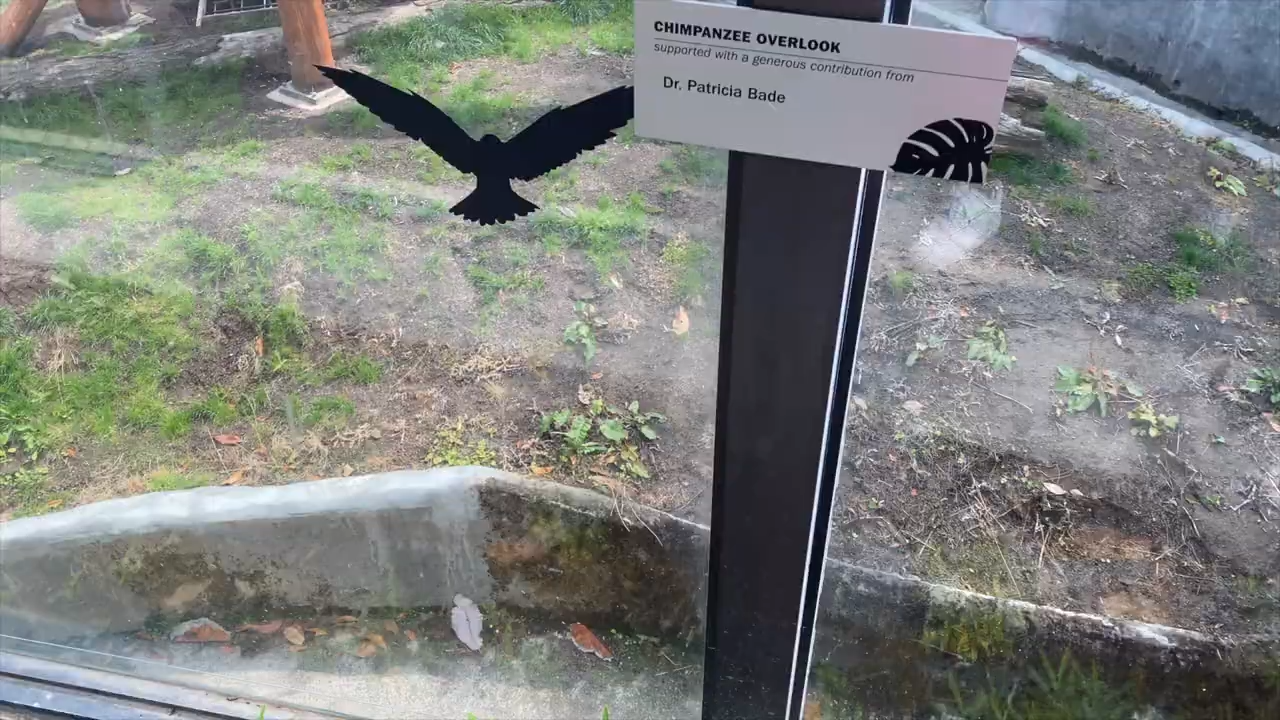 CHIMPANZEE OVERLOOK
supported with a generous contribution from
Dr. Patricia Bade